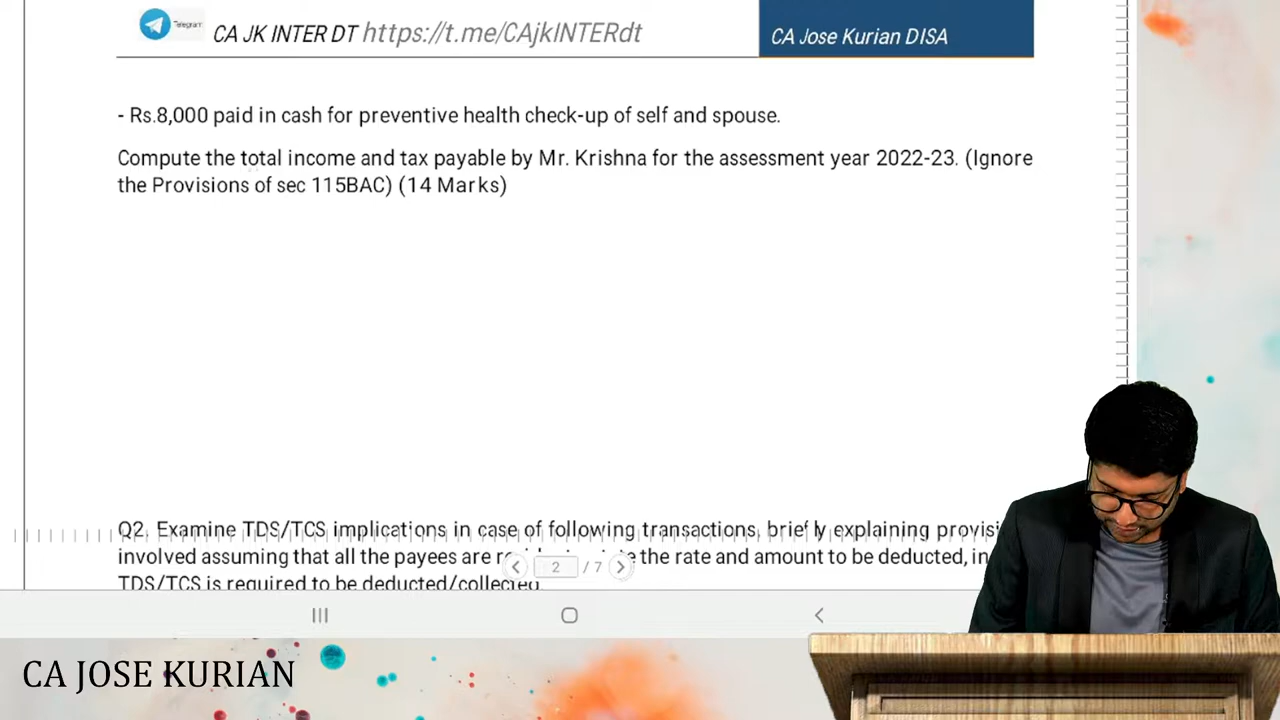 Telegram
CA JK INTER DT https://t.me/CAjkINTERdt
CA Jose Kurian DISA
- Rs.8,000 paid in cash for preventive health check-up of self and spouse.
Compute the total income and tax payable by Mr. Krishna for the assessment year 2022-23. (Ignore
the Provisions of sec 115BAC) (14 Marks)
Q2. Examine TDS/TCS implications in case of following transactions, briefly explaining
involved assuming that all the payees are the rate and amount to be deducted, in
TDS/TCS is required to be deducted/collected.
2 / 7
CA JOSE KURIAN